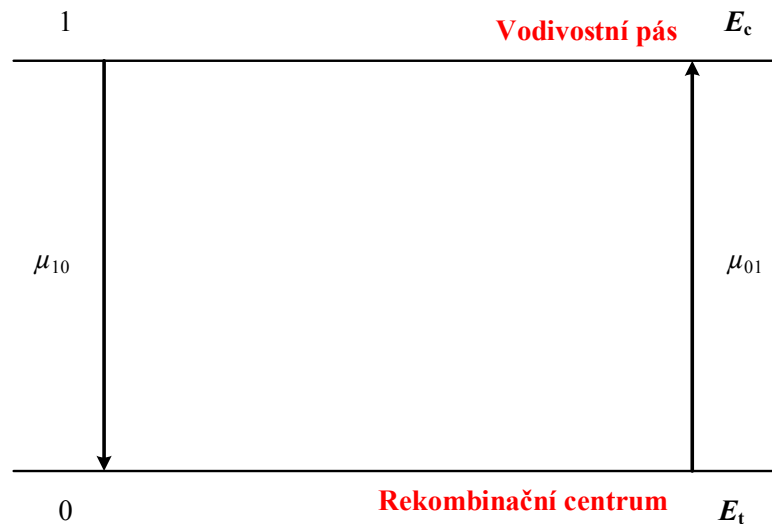 1 Vodivostní pás Ec
μ10 μ01
0 Rekombinační centrum Et